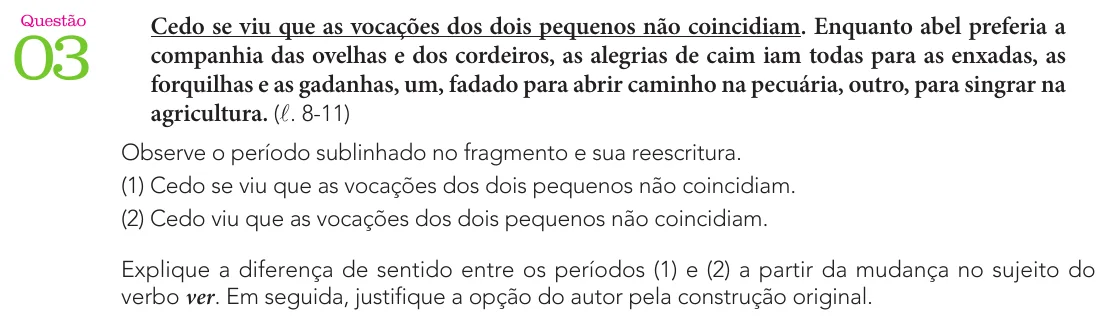 Questão
03
Cedo se viu que as vocações dos dois pequenos não coincidiam. Enquanto abel preferia a
companhia das ovelhas e dos cordeiros, as alegrias de caim iam todas para as enxadas, as
forquilhas e as gadanhas, um, fadado para abrir caminho na pecuária, outro, para singrar na
agricultura. (ℓ. 8-11)
Observe o período sublinhado no fragmento e sua reescritura.
(1) Cedo se viu que as vocações dos dois pequenos não coincidiam.
(2) Cedo viu que as vocações dos dois pequenos não coincidiam.
Explique a diferença de sentido entre os períodos (1) e (2) a partir da mudança no sujeito do
verbo ver. Em seguida, justifique a opção do autor pela construção original.